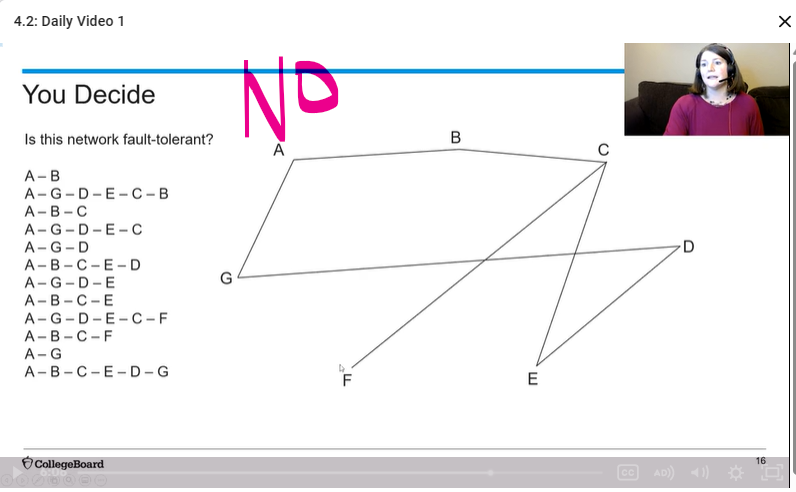 4.2: Daily Video 1
NO
You Decide
Is this network fault-tolerant?
A – B
A – G – D – E – C – B
A – B – C
A – G – D – E – C
A – G – D
A – B – C – E – D
A – G – D – E
A – B – C – E
A – G – D – E – C – F
A – B – C – F
A – G
A – B – C – E – D – G
A
B
C
D
G
F
E
CollegeBoard
16
CC
AD